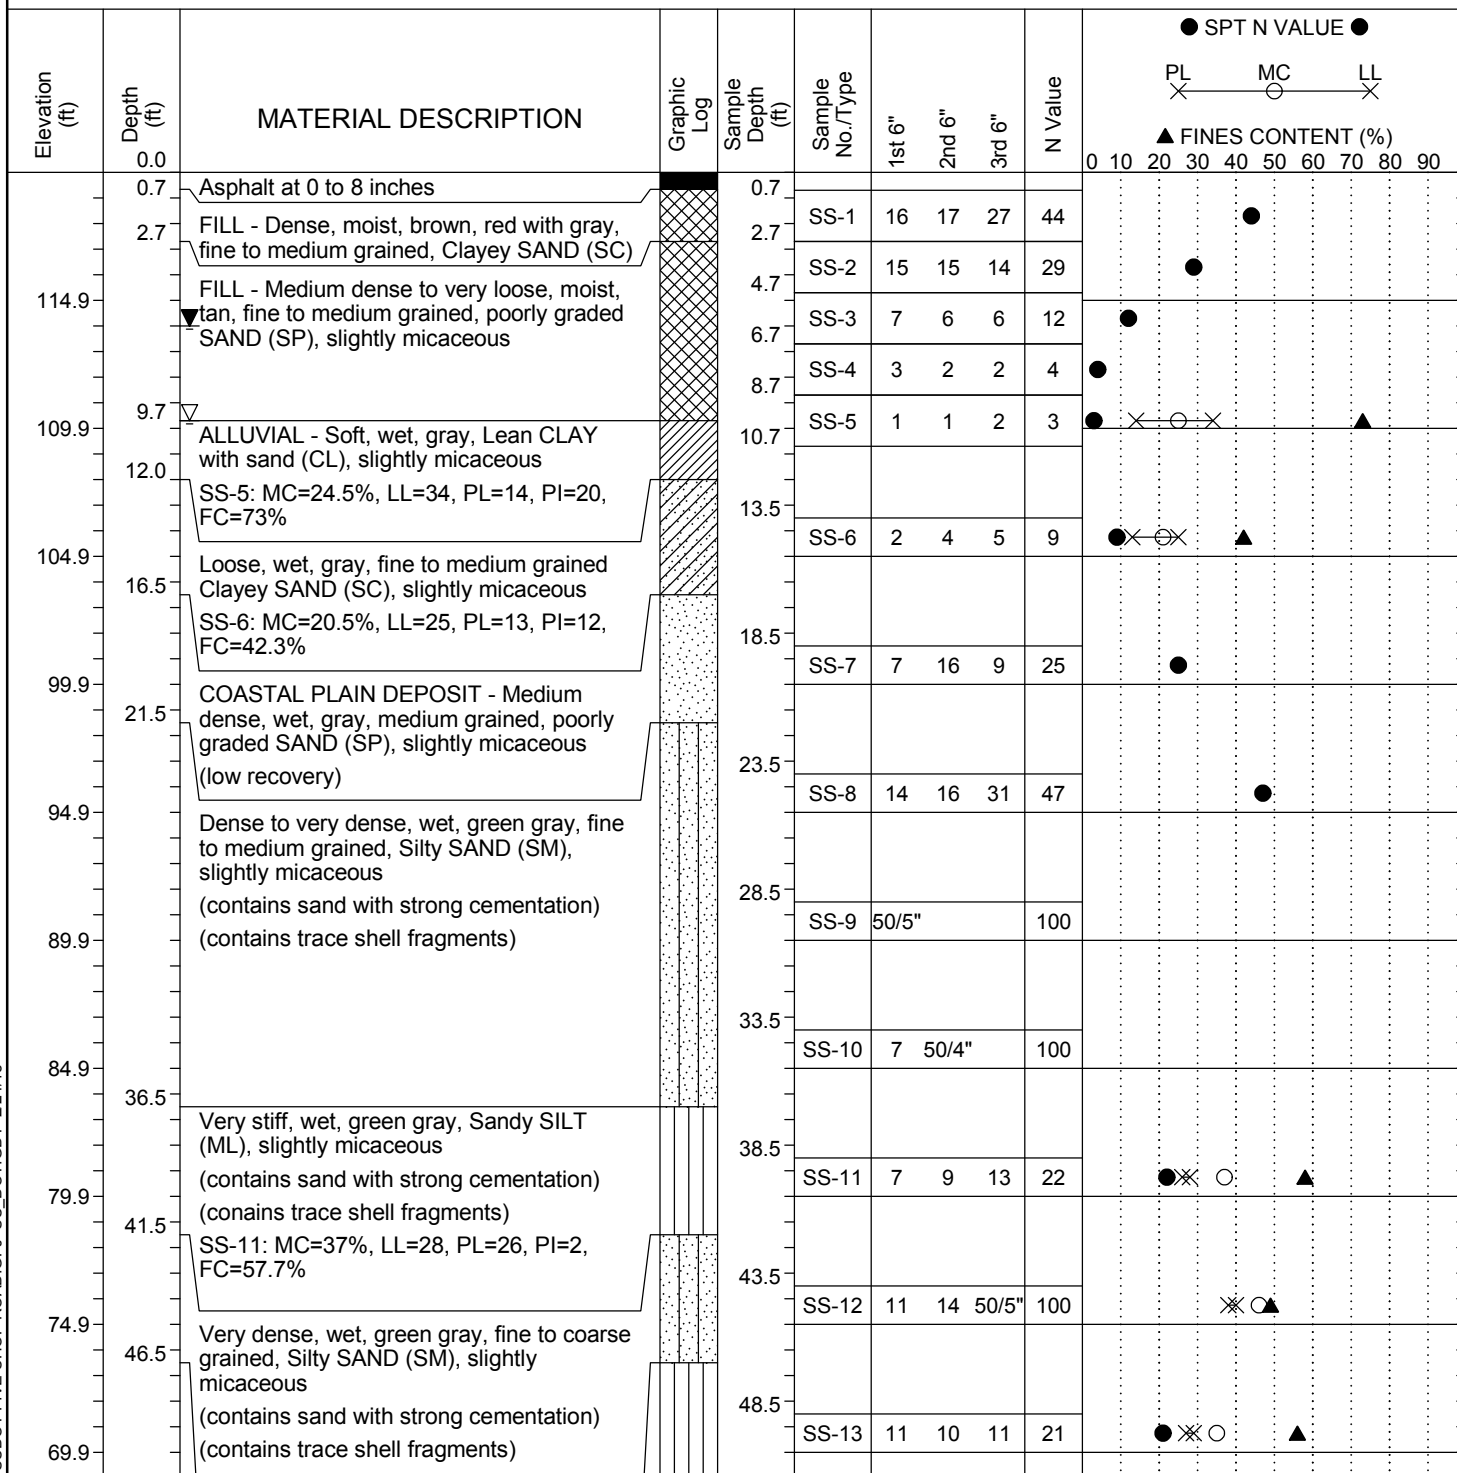 ● SPT N VALUE ●
PL MC LL
▲ FINES CONTENT (%)
0 10 20 30 40 50 60 70 80 90
Elevation (ft)
Depth (ft)
0.0
MATERIAL DESCRIPTION
Graphic Log
Sample Depth (ft)
Sample No./Type
1st 6"
2nd 6"
3rd 6"
N Value
0.7 Asphalt at 0 to 8 inches 0.7
FILL - Dense, moist, brown, red with gray,
SS-1 16 17 27 44
2.7 fine to medium grained, Clayey SAND (SC) 2.7
SS-2 15 15 14 29
4.7
114.9 FILL - Medium dense to very loose, moist,
tan, fine to medium grained, poorly graded
SAND (SP), slightly micaceous
SS-3 7 6 6 12
6.7
SS-4 3 2 2 4
8.7
9.7
SS-5 1 1 2 3
109.9 ALLUVIAL - Soft, wet, gray, Lean CLAY 10.7
with sand (CL), slightly micaceous
12.0
SS-5: MC=24.5%, LL=34, PL=14, PI=20,
FC=73%
13.5
SS-6 2 4 5 9
104.9
Loose, wet, gray, fine to medium grained
16.5 Clayey SAND (SC), slightly micaceous
SS-6: MC=20.5%, LL=25, PL=13, PI=12,
FC=42.3%
18.5
SS-7 7 16 9 25
99.9
COASTAL PLAIN DEPOSIT - Medium
21.5 dense, wet, gray, medium grained, poorly
graded SAND (SP), slightly micaceous
(low recovery)
23.5
SS-8 14 16 31 47
94.9
Dense to very dense, wet, green gray, fine
to medium grained, Silty SAND (SM),
slightly micaceous
(contains sand with strong cementation)
28.5
SS-9 50/5" 100
89.9 (contains trace shell fragments)
33.5
SS-10 7 50/4" 100
84.9
36.5
Very stiff, wet, green gray, Sandy SILT
(ML), slightly micaceous
38.5
(contains sand with strong cementation)
SS-11 7 9 13 22
79.9
(conains trace shell fragments)
41.5
SS-11: MC=37%, LL=28, PL=26, PI=2,
FC=57.7%
43.5
SS-12 11 14 50/5" 100
74.9
Very dense, wet, green gray, fine to coarse
46.5 grained, Silty SAND (SM), slightly
micaceous
48.5
(contains sand with strong cementation)
SS-13 11 10 11 21
69.9 (contains trace shell fragments)